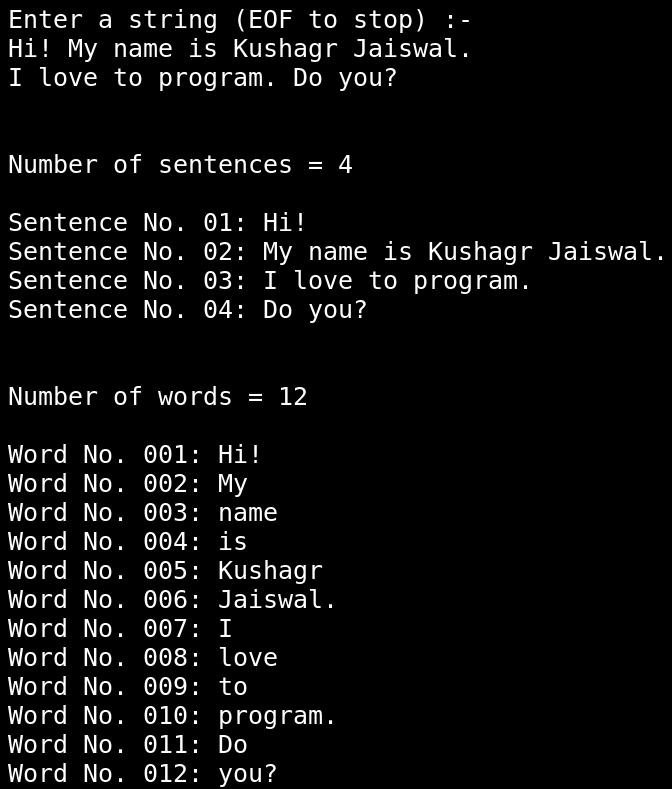 Enter a string (EOF to stop) :-
Hi! My name is Kushagr Jaiswal.
I love to program. Do you?
Number of sentences = 4
Sentence No. 01: Hi!
Sentence No. 02: My name is Kushagr Jaiswal.
Sentence No. 03: I love to program.
Sentence No. 04: Do you?
Number of words = 12
Word No. 001: Hi!
Word No. 002: My
Word No. 003: name
Word No. 004: is
Word No. 005: Kushagr
Word No. 006: Jaiswal.
Word No. 007: I
Word No. 008: love
Word No. 009: to
Word No. 010: program.
Word No. 011: Do
Word No. 012: you?